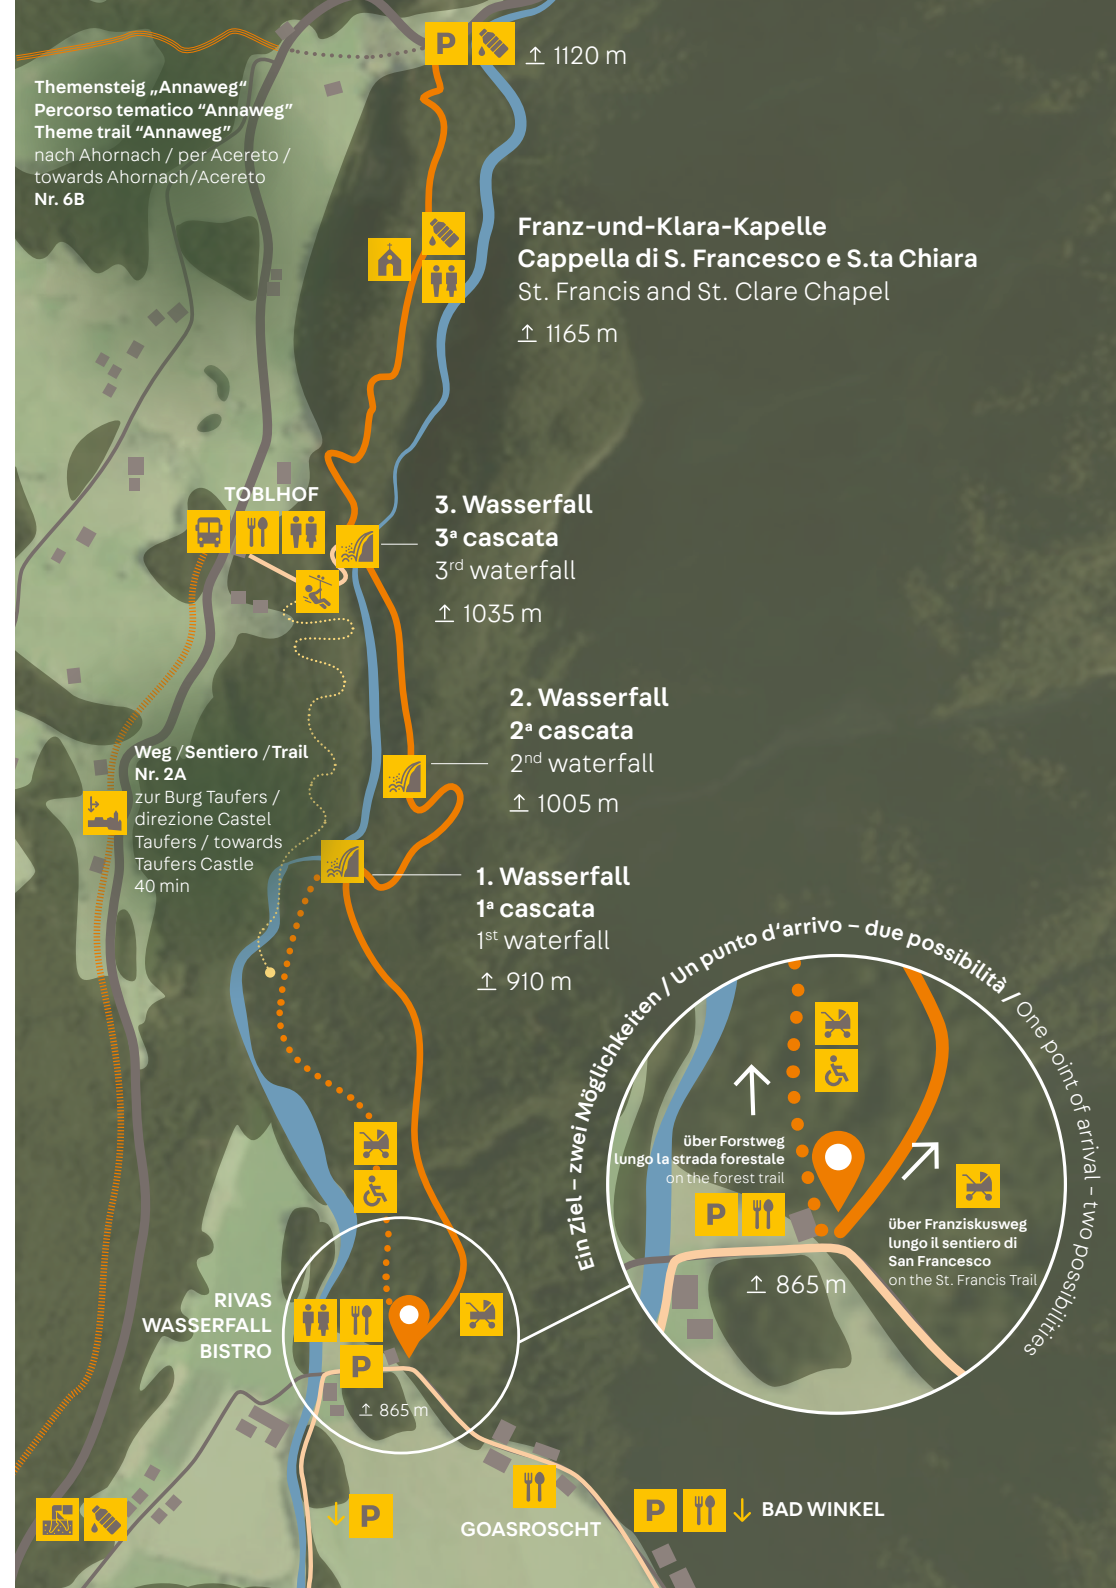 P
1120 m
Themensteig „Annaweg“
Percorso tematico “Annaweg”
Theme trail “Annaweg”
nach Ahornach / per Acereto /
towards Ahornach/Acereto
Nr. 6B
Franz-und-Klara-Kapelle
Cappella di S. Francesco e S.ta Chiara
St. Francis and St. Clare Chapel
1165 m
TOBLHOF
3. Wasserfall
3ª cascata
3rd waterfall
1035 m
2. Wasserfall
2ª cascata
2nd waterfall
1005 m
Weg /Sentiero /Trail
Nr. 2A
zur Burg Taufers /
direzione Castel
Taufers / towards
Taufers Castle
40 min
1. Wasserfall
1ª cascata
1st waterfall
910 m
Ein Ziel – zwei Möglichkeiten / Un punto d‘arrivo – due possibilità / One point of arrival – two possibilities
über Forstweg
lungo la strada forestale
on the forest trail
P
über Franziskusweg
lungo il sentiero di
San Francesco
on the St. Francis Trail
865 m
RIVAS
WASSERFALL
BISTRO
P
865 m
P
GOASROSCHT
P
BAD WINKEL